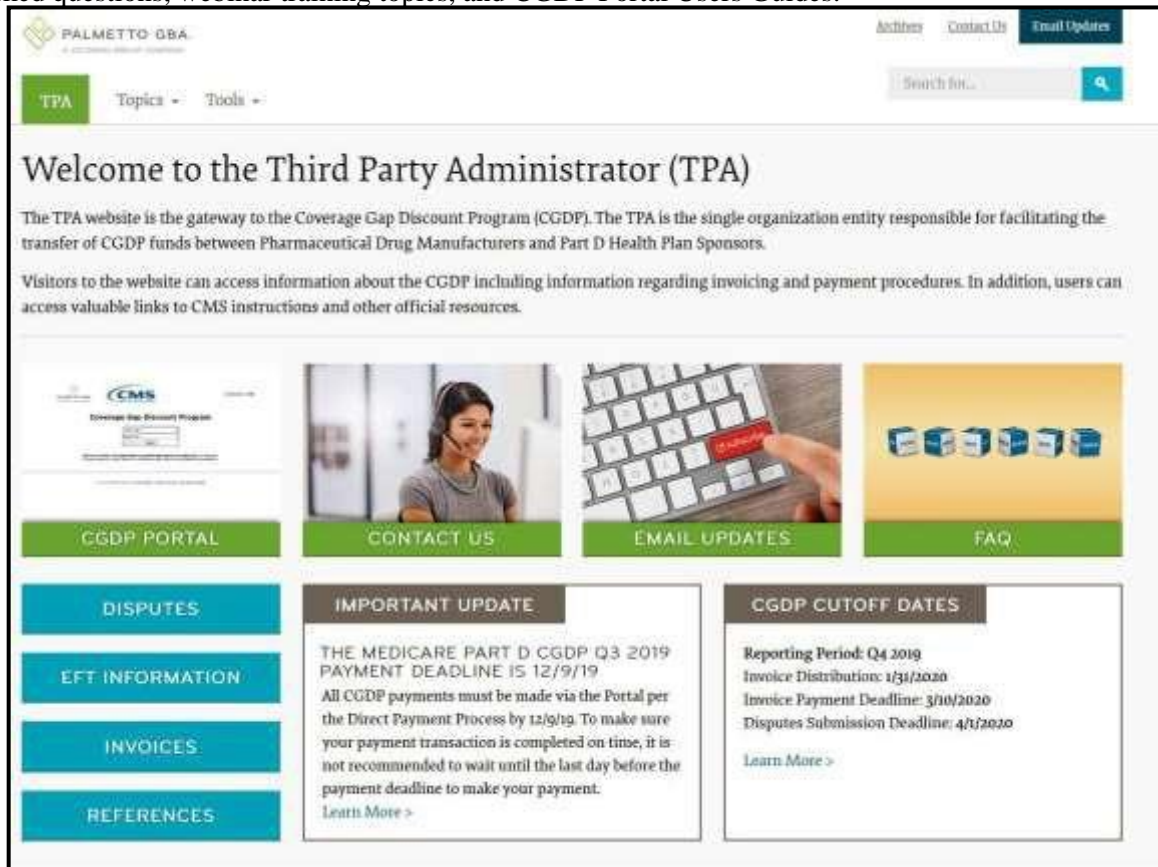 questions, webinar training topics, and CGDP Portal Users Guides.
PALMETTO GBA
Archives Contact Us Email Updates
TPA Topics Tools
Search for...
Welcome to the Third Party Administrator (TPA)
The TPA website is the gateway to the Coverage Gap Discount Program (CGDP). The TPA is the single organization entity responsible for facilitating the
transfer of CGDP funds between Pharmaceutical Drug Manufacturers and Part D Health Plan Sponsors.
Visitors to the website can access information about the CGDP including information regarding invoicing and payment procedures. In addition, users can
access valuable links to CMS instructions and other official resources.
CMS
Coverage Gap Discount Program
CGDP PORTAL
CONTACT US
EMAIL UPDATES
FAQ
DISPUTES
EFT INFORMATION
INVOICES
REFERENCES
IMPORTANT UPDATE
THE MEDICARE PART D CGDP Q3 2019
PAYMENT DEADLINE IS 12/9/19
All CGDP payments must be made via the Portal per
the Direct Payment Process by 12/9/19. To make sure
your payment transaction is completed on time, it is
not recommended to wait until the last day before the
payment deadline to make your payment.
Learn More >
CGDP CUTOFF DATES
Reporting Period: Q4 2019
Invoice Distribution: 1/31/2020
Invoice Payment Deadline: 3/10/2020
Disputes Submission Deadline: 4/1/2020
Learn More >